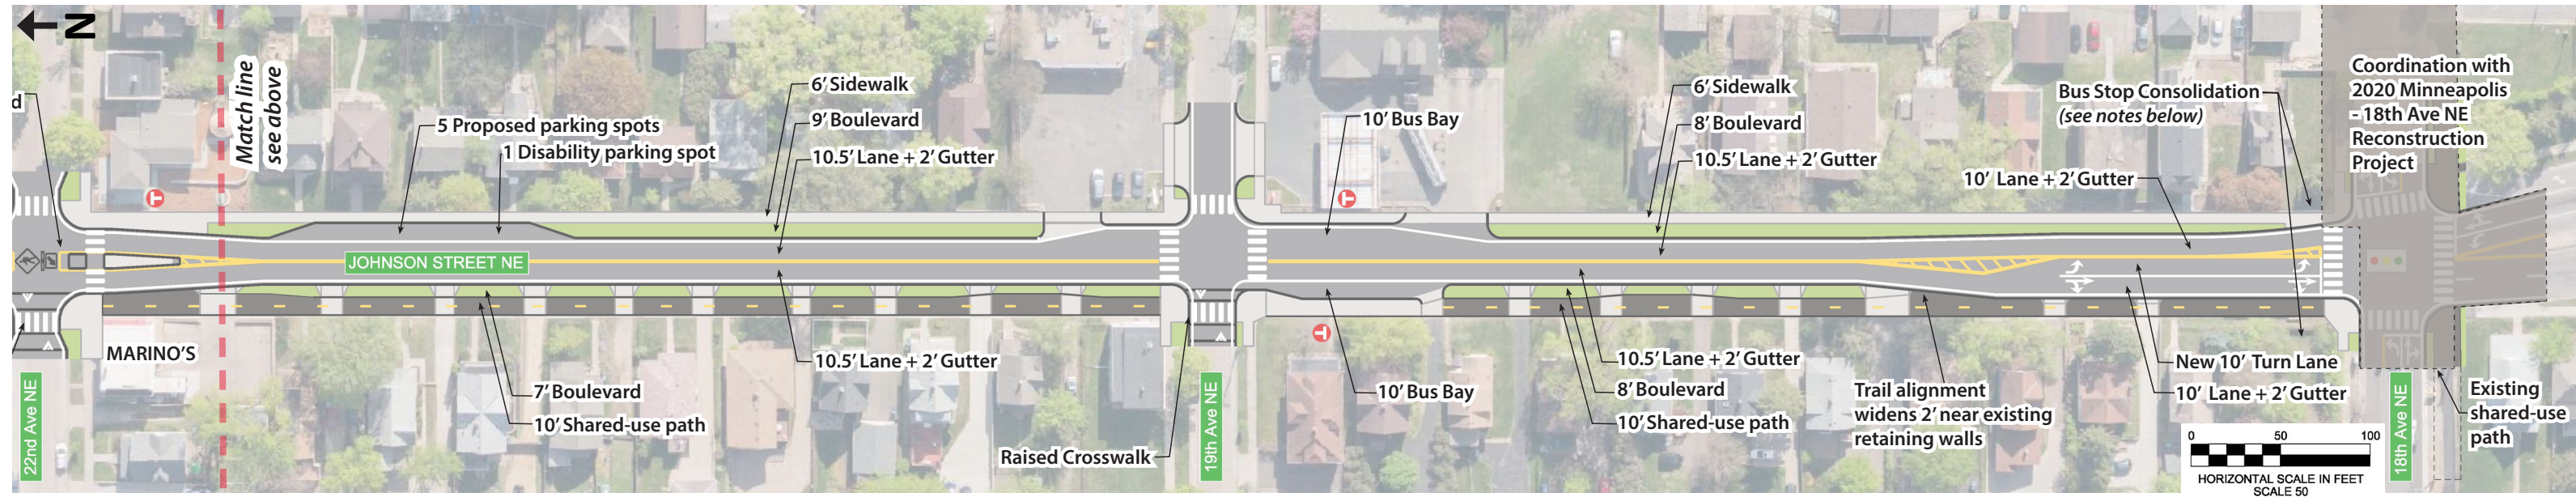 N
d
Match line
see above
5 Proposed parking spots
1 Disability parking spot
6' Sidewalk
9' Boulevard
10.5' Lane + 2' Gutter
10' Bus Bay
6' Sidewalk
8' Boulevard
10.5' Lane + 2' Gutter
10' Lane + 2' Gutter
Bus Stop Consolidation
(see notes below)
Coordination with
2020 Minneapolis
- 18th Ave NE
Reconstruction
Project
T
T
JOHNSON STREET NE
T
MARINO'S
22nd Ave NE
7' Boulevard
10' Shared-use path
10.5' Lane + 2' Gutter
Raised Crosswalk
19th Ave NE
10' Bus Bay
10.5' Lane + 2' Gutter
8' Boulevard
10' Shared-use path
Trail alignment
widens 2' near existing
retaining walls
New 10' Turn Lane
10' Lane + 2' Gutter
18th Ave NE
Existing
shared-use
path
0 50 100
HORIZONTAL SCALE IN FEET
SCALE 50